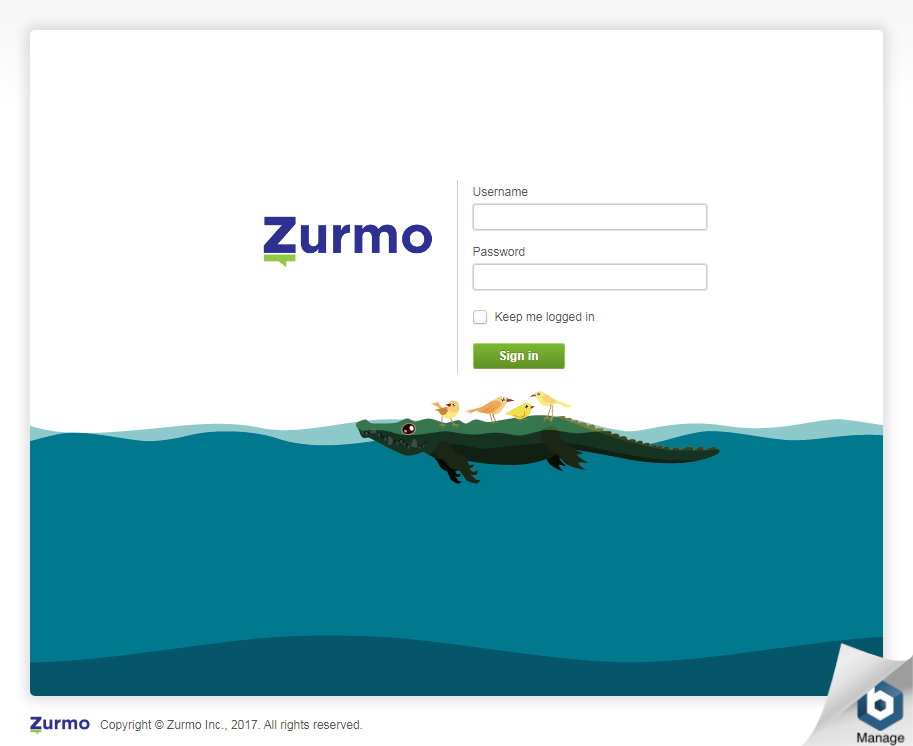 Zurmo
Username
Password
Keep me logged in
Sign in
Zurmo Copyright © Zurmo Inc., 2017. All rights reserved.
b
Manage